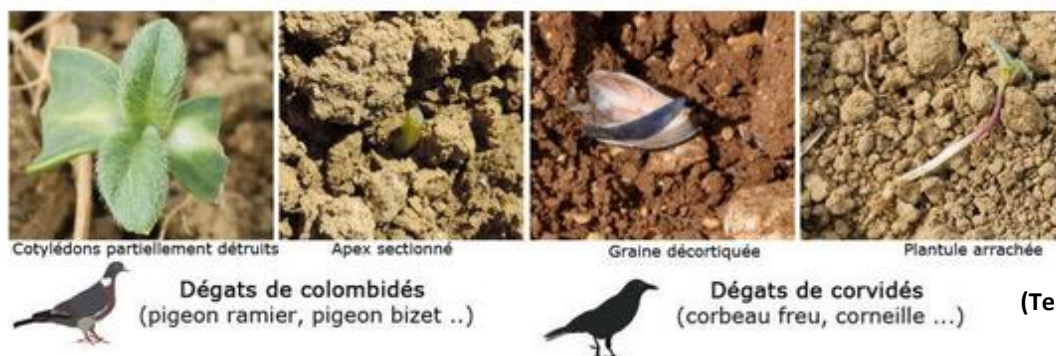 Cotylédons partiellement détruits
Apex sectionné
Graine décortiquée
Plantule arrachée
Dégats de colombidés
(pigeon ramier, pigeon bizet ..)
Dégats de corvidés
(corbeau freu, corneille ...)
(Te